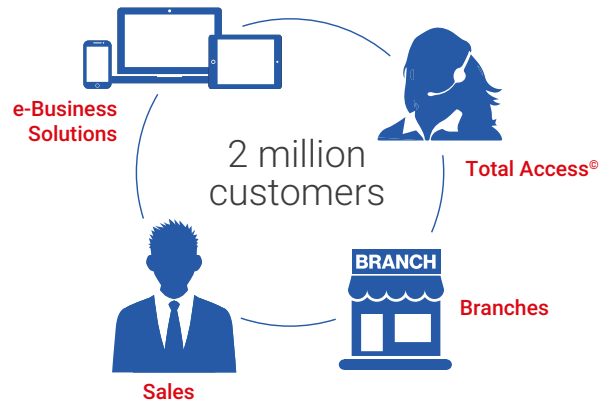 e-Business
Solutions
2 million
customers
Total Access©
BRANCH
Branches
Sales